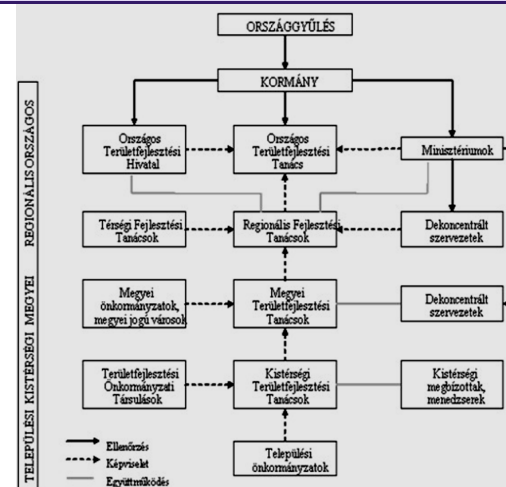 ORSZÁGGYŰLÉS
KORMÁNY
Országos
Területfejlesztési
Hivatal
Országos
Területfejlesztési
Tanács
Minisztériumok
Térségi Fejlesztési
Tanácsok
Regionális Fejlesztési
Tanácsok
Dekoncentrált
szervezetek
Megyei
önkormányzatok,
megyei jogú városok
Megyei
Területfejlesztési
Tanácsok
Dekoncentrált
szervezetek
Területfejlesztési
Önkormányzati
Társulások
Kistérségi
Területfejlesztési
Tanácsok
Kistérségi
megbízottak,
menedzserek
Települési
önkormányzatok
Ellenőrzés
Képviselet
Együttműködés
TELEPÜLÉSI KISTÉRSÉGI MEGYEI REGIONÁLIS ORSZÁGOS